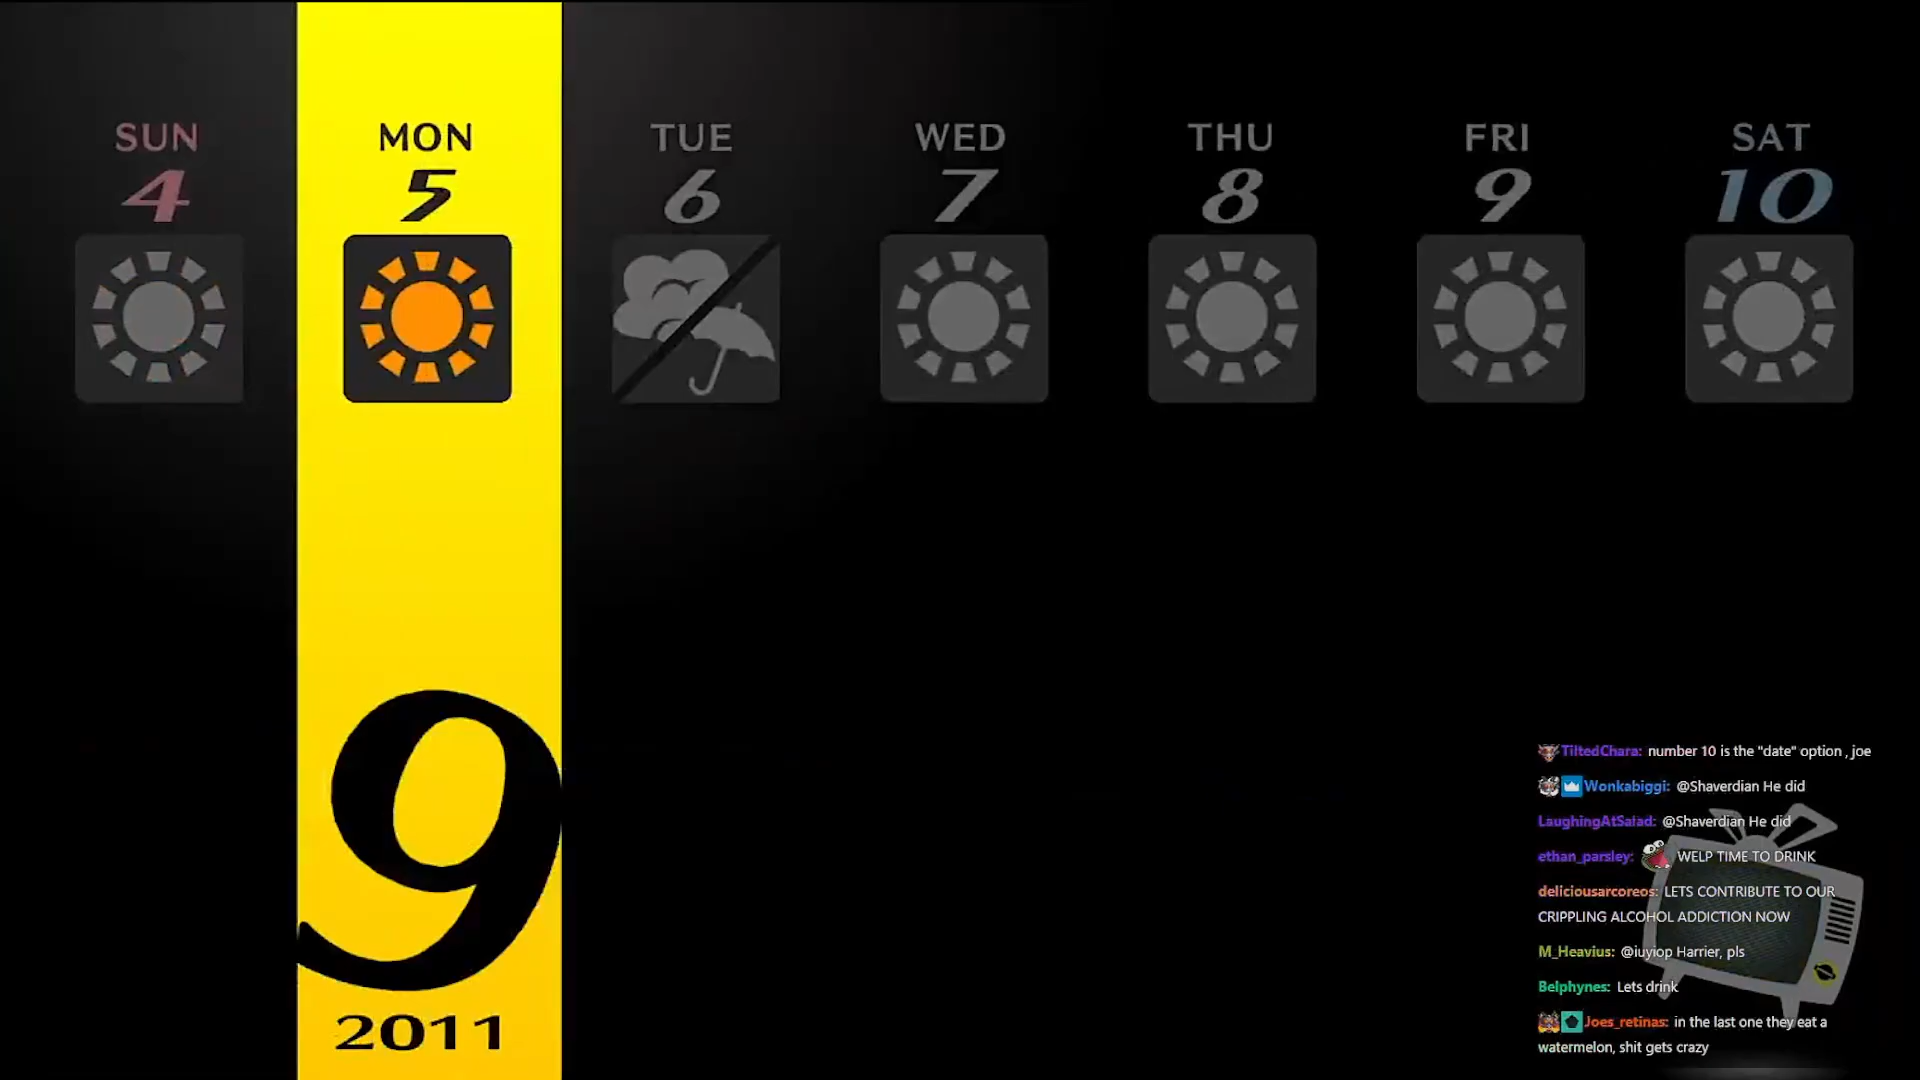 SUN MON TUE WED THU FRI SAT
4 5 6 7 8 9 10
9
2011
TiltedChara: number 10 is the "date" option , joe
Wonkabiggi: @Shaverdian He did
LaughingAtSalad: @Shaverdian He did
ethan_parsley: WELP TIME TO DRINK
deliciousarcoreos: LETS CONTRIBUTE TO OUR
CRIPPLING ALCOHOL ADDICTION NOW
M_Heavius: @iuyiop Harrier, pls
Belphynes: Lets drink
Joes_retinas: in the last one they eat a
watermelon, shit gets crazy